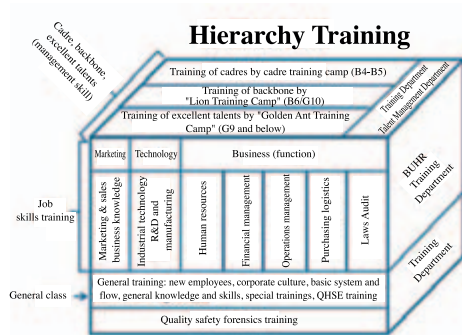 Hierarchy Training
Cadre, backbone,
excellent talents
(management skill)
Training of cadres by cadre training camp (B4-B5)
Training of backbone by
"Lion Training Camp" (B6/G10)
Training of excellent talents by "Golden Ant Training
Camp" (G9 and below)
Training Department
Talent Management Department
Marketing
Technology
Business (function)
Job
skills training
Marketing & sales
business knowledge
Industrial technology
R&D and
manufacturing
Human resources
Financial management
Operations management
Purchasing logistics
Laws Audit
BU/HR
Training
Department
General class
General training: new employees, corporate culture, basic system and
flow, general knowledge and skills, special trainings, QHSE training
Quality safety forensics training
Training
Department